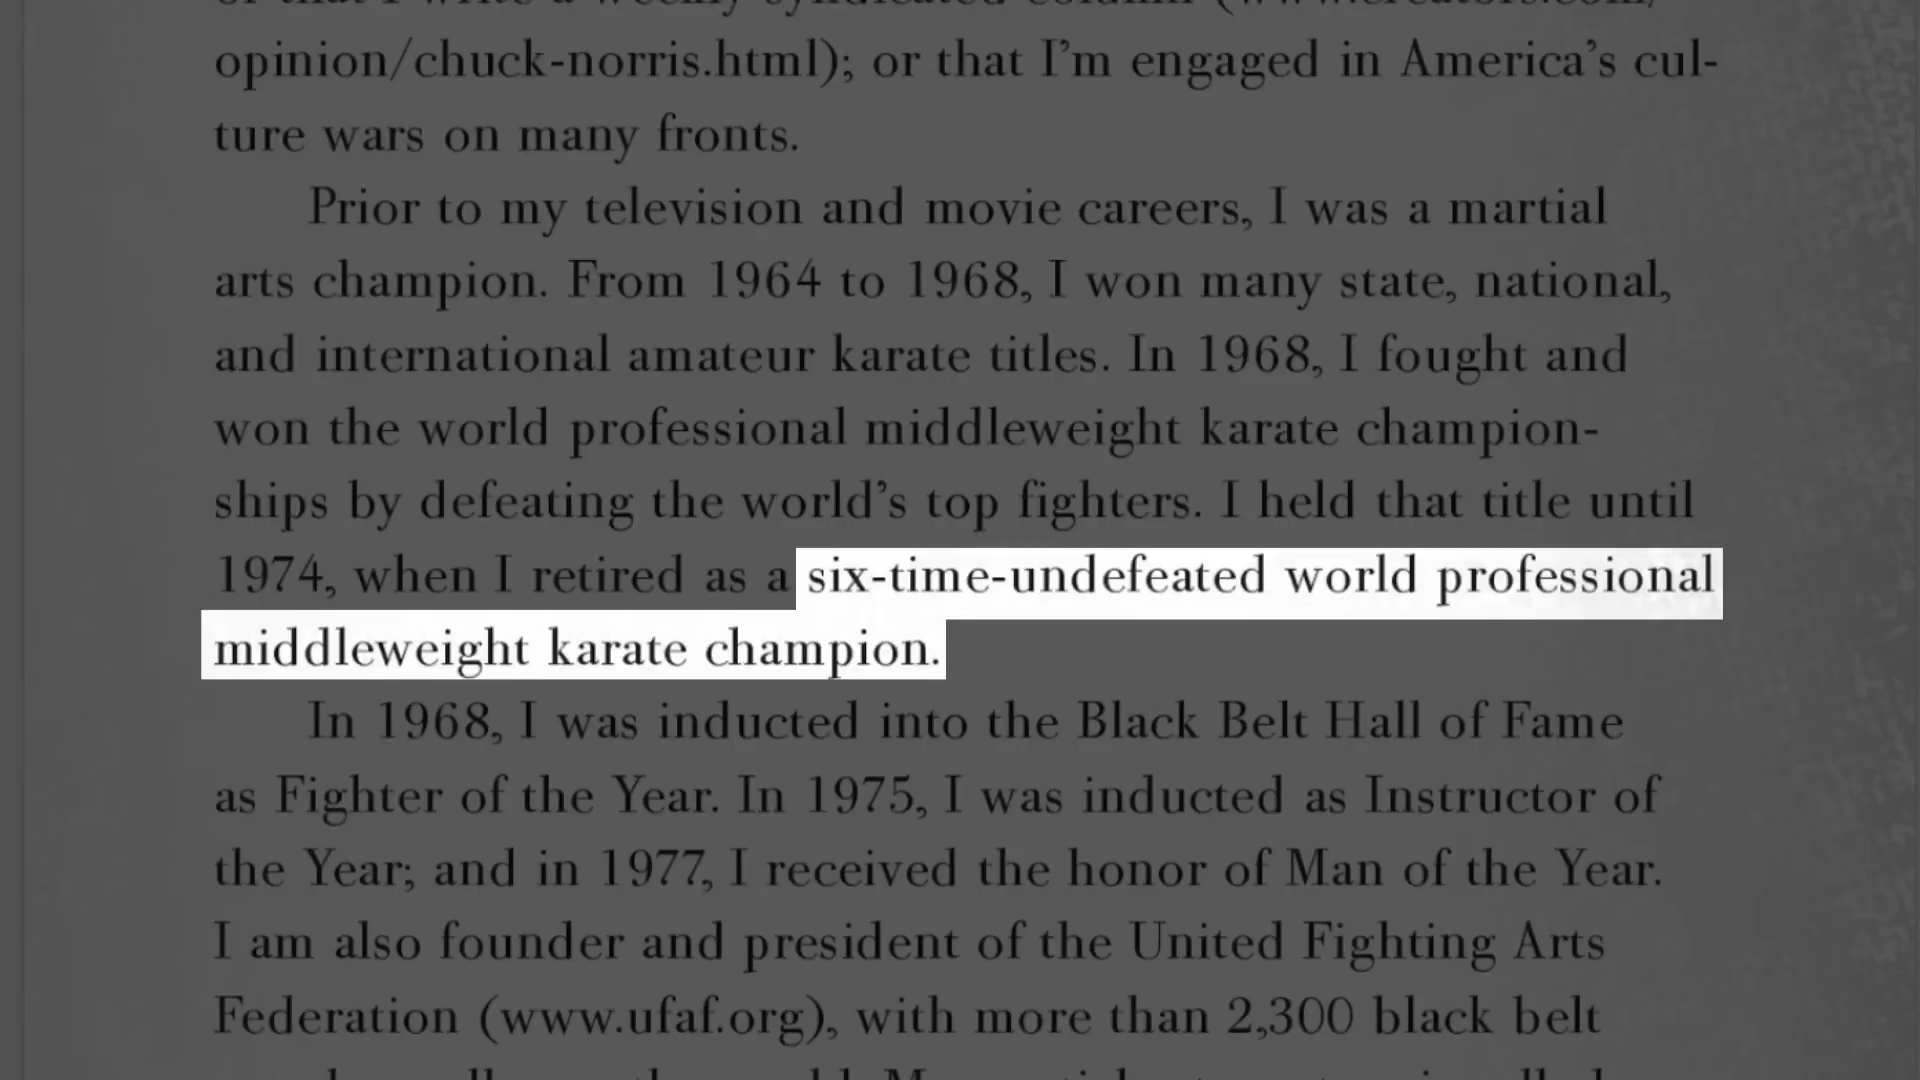 opinion/chuck-norris.html); or that I'm engaged in America's cul-
ture wars on many fronts.
Prior to my television and movie careers, I was a martial
arts champion. From 1964 to 1968, I won many state, national,
and international amateur karate titles. In 1968, I fought and
won the world professional middleweight karate champion-
ships by defeating the world's top fighters. I held that title until
1974, when I retired as a six-time-undefeated world professional
middleweight karate champion.
In 1968, I was inducted into the Black Belt Hall of Fame
as Fighter of the Year. In 1975, I was inducted as Instructor of
the Year; and in 1977, I received the honor of Man of the Year.
I am also founder and president of the United Fighting Arts
Federation (www.ufaf.org), with more than 2,300 black belt